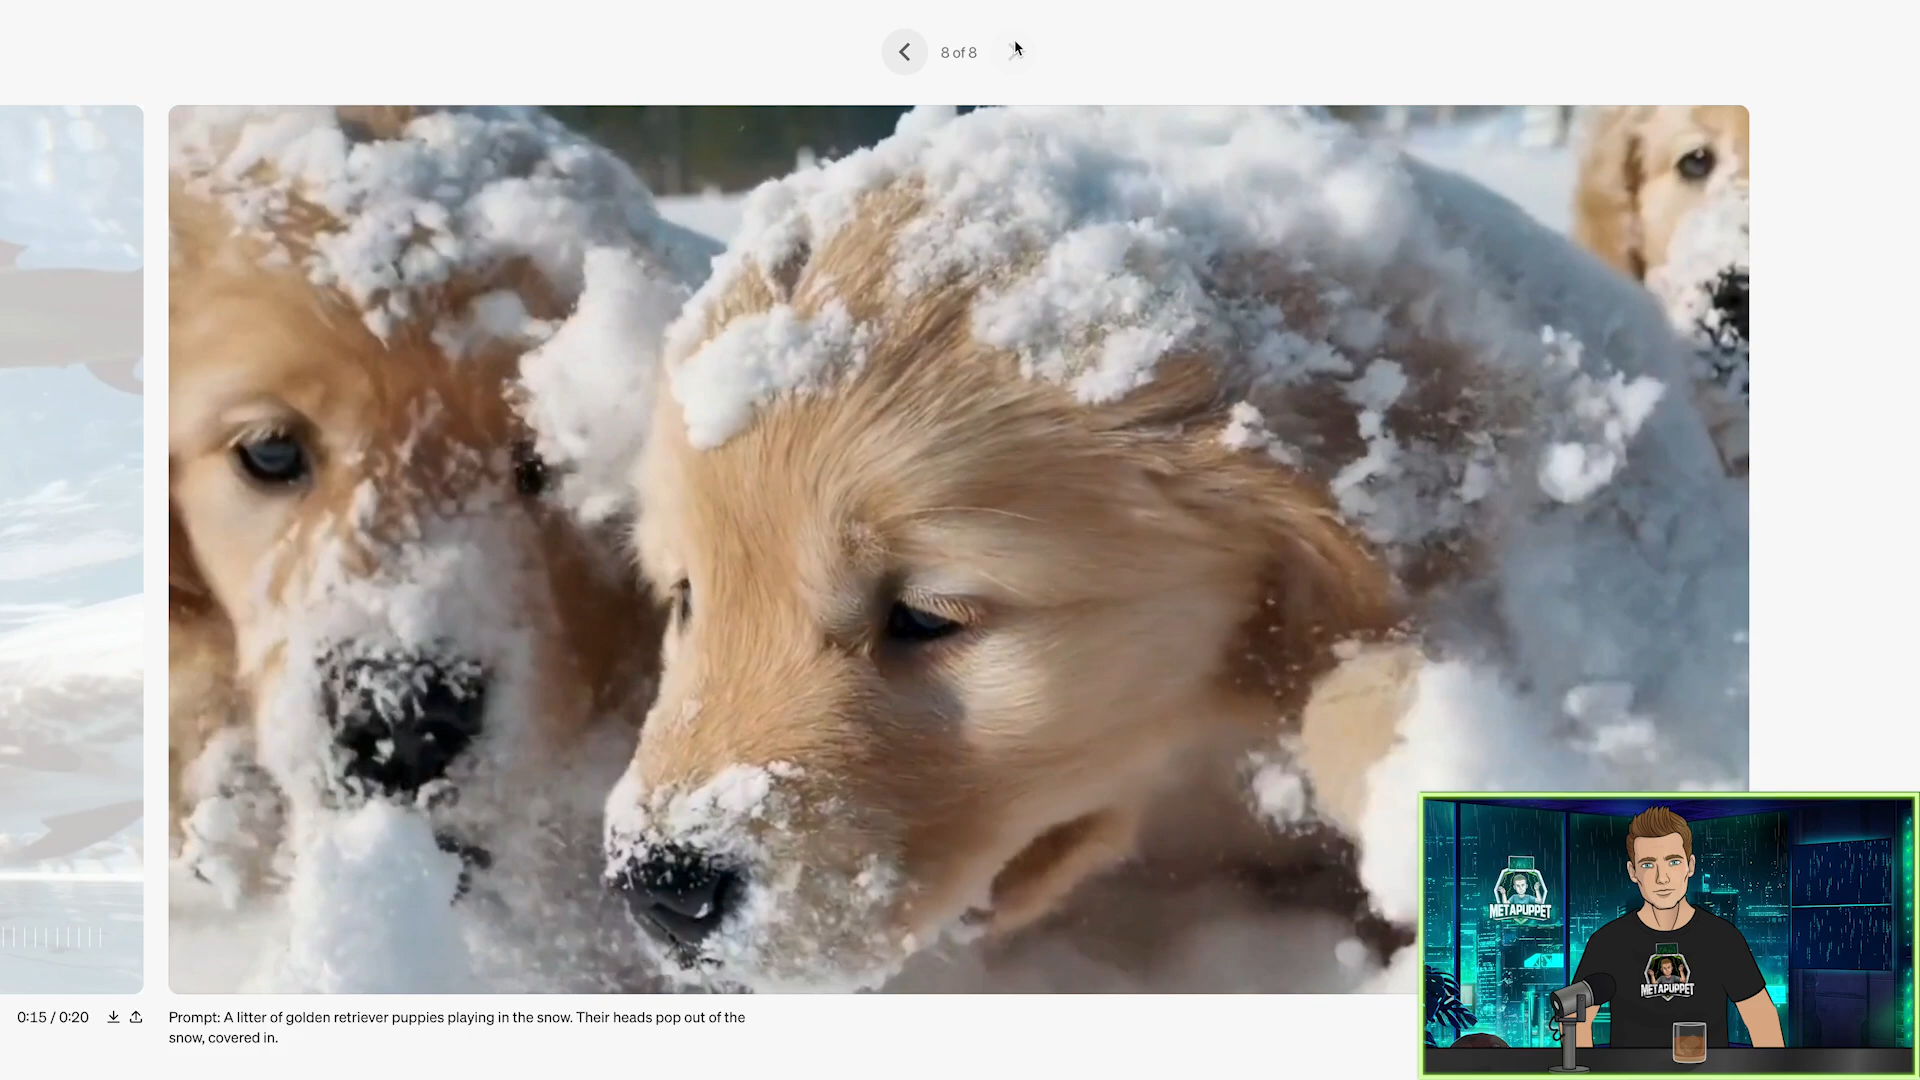 8 of 8
METAPUPPET
METAPUPPET
0:15 / 0:20
Prompt: A litter of golden retriever puppies playing in the snow. Their heads pop out of the
snow, covered in.